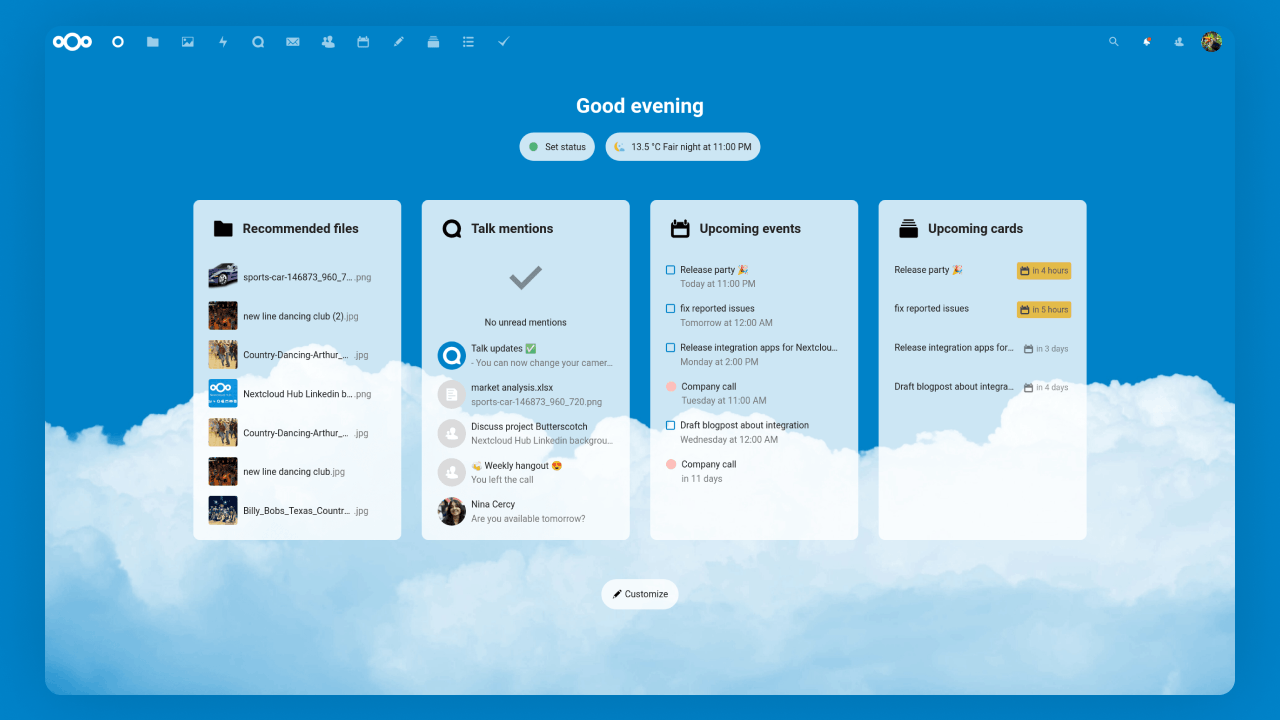 Good evening
Set status
13.5 °C Fair night at 11:00 PM
Recommended files
sports-car-146873_960_7... .png
new line dancing club (2).jpg
Country-Dancing-Arthur_... .jpg
Nextcloud Hub Linkedin b... .png
Country-Dancing-Arthur_... .jpg
new line dancing club.jpg
Billy_Bobs_Texas_Countr... .jpg
Talk mentions
No unread mentions
Talk updates ✅
- You can now change your camer...
market analysis.xlsx
sports-car-146873_960_720.png
Discuss project Butterscotch
Nextcloud Hub Linkedin backgrou...
🍻 Weekly hangout 😍
You left the call
Nina Cercy
Are you available tomorrow?
Upcoming events
Release party 🎉
Today at 11:00 PM
fix reported issues
Tomorrow at 12:00 AM
Release integration apps for Nextclou...
Monday at 2:00 PM
Company call
Tuesday at 11:00 AM
Draft blogpost about integration
Wednesday at 12:00 AM
Company call
in 11 days
Upcoming cards
Release party 🎉 in 4 hours
fix reported issues in 5 hours
Release integration apps for... in 3 days
Draft blogpost about integra... in 4 days
Customize